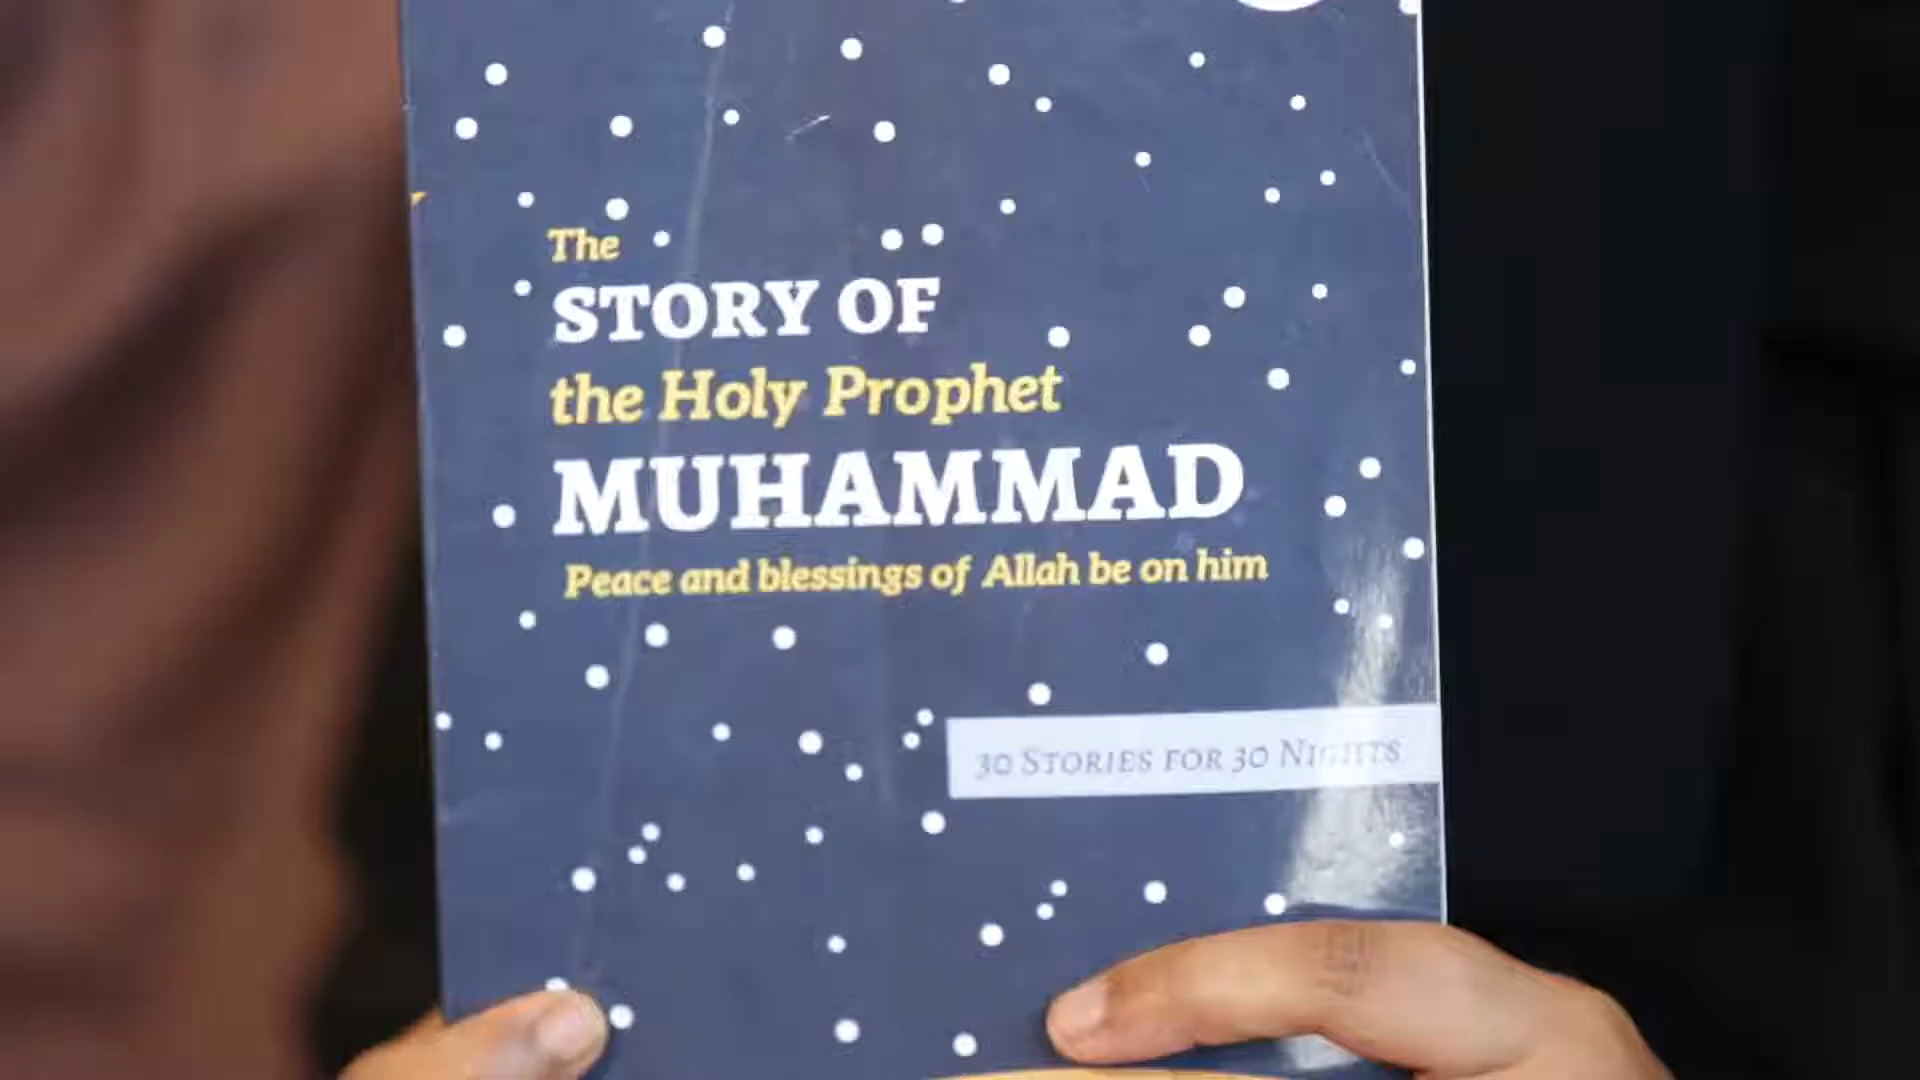 The
STORY OF
the Holy Prophet
MUHAMMAD
Peace and blessings of Allah be on him
30 STORIES FOR 30 NIGHTS